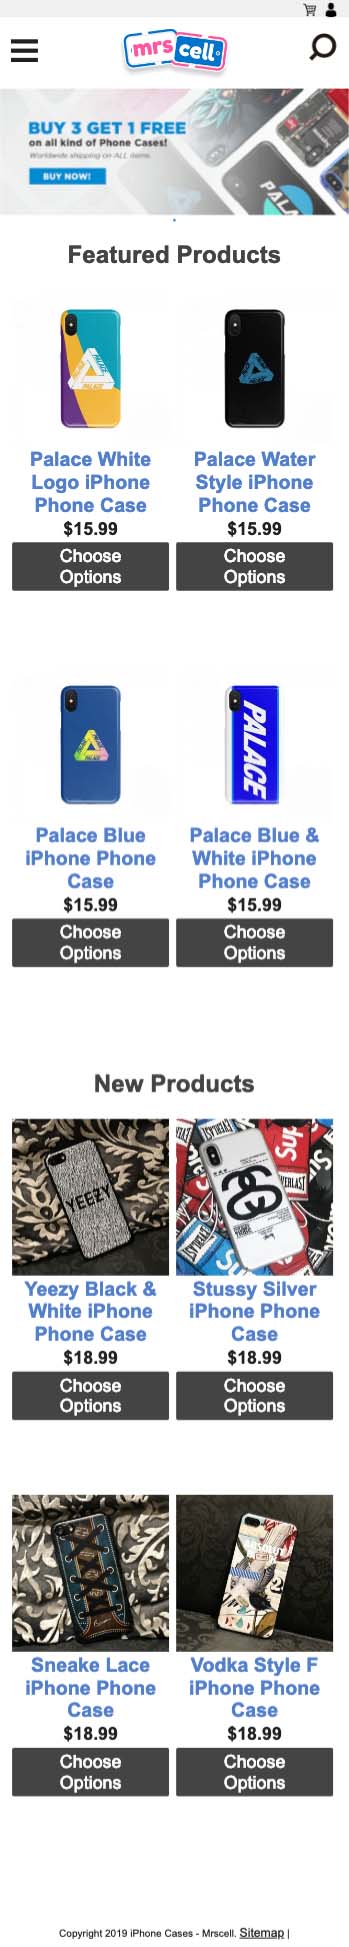 mrs cell
BUY 3 GET 1 FREE
on all kind of Phone Cases!
Worldwide shipping on ALL items.
BUY NOW!
PALA
Featured Products
PALACE
Palace White
Logo iPhone
Phone Case
$15.99
Choose
Options
Palace Water
Style iPhone
Phone Case
$15.99
Choose
Options
PALACE
Palace Blue
iPhone Phone
Case
$15.99
Choose
Options
PALACE
Palace Blue &
White iPhone
Phone Case
$15.99
Choose
Options
New Products
YEEZY
Yeezy Black &
White iPhone
Phone Case
$18.99
Choose
Options
EVERLAST
Sup
EVERLAST
Stussy Silver
iPhone Phone
Case
$18.99
Choose
Options
Sneake Lace
iPhone Phone
Case
$18.99
Choose
Options
ABSOLUT
Vodka Style F
iPhone Phone
Case
$18.99
Choose
Options
Copyright 2019 iPhone Cases - Mrscell. Sitemap |